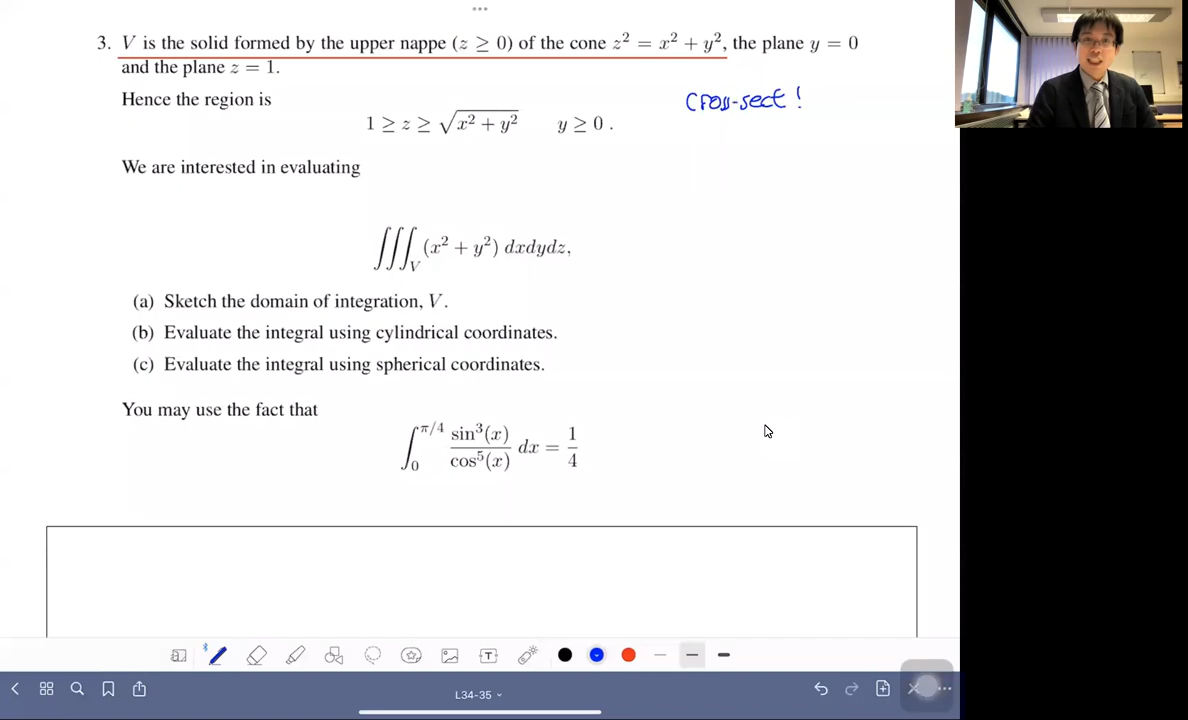 3. V is the solid formed by the upper nappe (z ≥ 0) of the cone z² = x² + y², the plane y = 0
and the plane z = 1.
Hence the region is
cross-sect !
1 ≥ z ≥ √(x² + y²)   y ≥ 0 .
We are interested in evaluating
∭_V (x² + y²) dxdydz,
(a) Sketch the domain of integration, V.
(b) Evaluate the integral using cylindrical coordinates.
(c) Evaluate the integral using spherical coordinates.
You may use the fact that
∫₀^{π/4} sin³(x)/cos⁵(x) dx = 1/4
T
L34-35